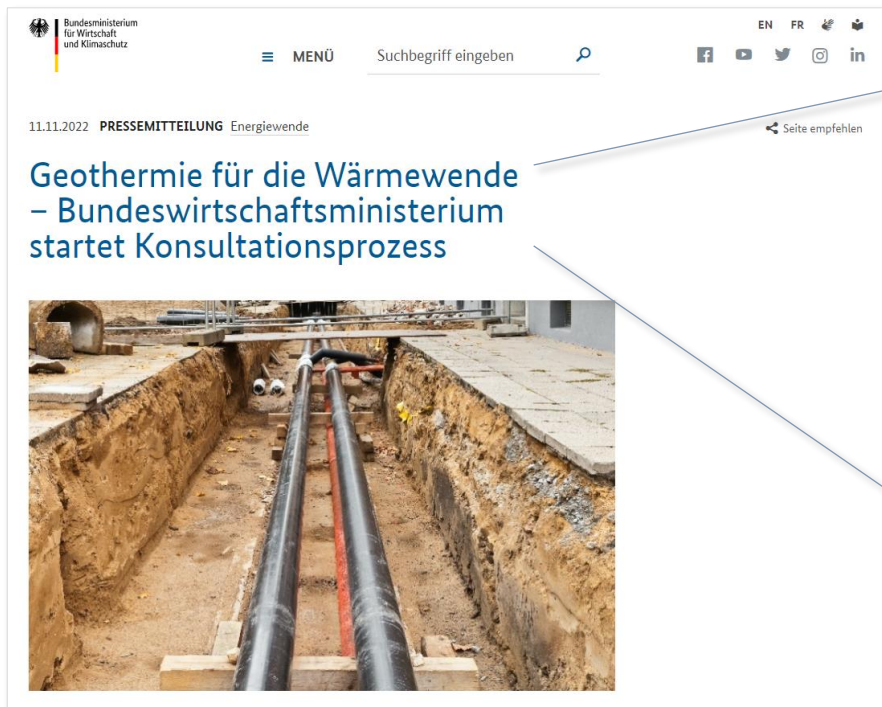 Bundesministerium
für Wirtschaft
und Klimaschutz
EN FR
MENÜ Suchbegriff eingeben
11.11.2022 PRESSEMITTEILUNG Energiewende
Seite empfehlen
Geothermie für die Wärmewende
– Bundeswirtschaftsministerium
startet Konsultationsprozess